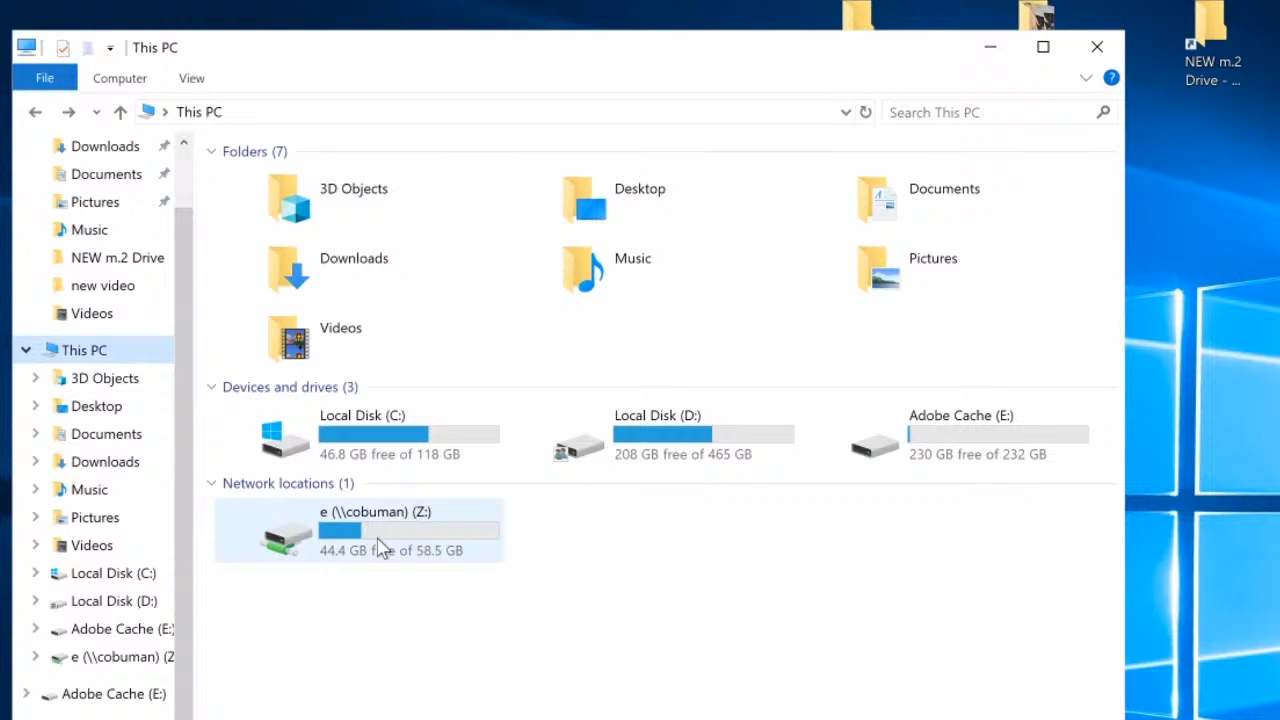 This PC
NEW m.2
Drive - ...
File
Computer
View
This PC
Search This PC
Downloads
Documents
Pictures
Music
NEW m.2 Drive
new video
Videos
This PC
3D Objects
Desktop
Documents
Downloads
Music
Pictures
Videos
Local Disk (C:)
Local Disk (D:)
Adobe Cache (E:)
e (\\cobuman) (Z
Adobe Cache (E:)
Folders (7)
3D Objects
Desktop
Documents
Downloads
Music
Pictures
Videos
Devices and drives (3)
Local Disk (C:)
46.8 GB free of 118 GB
Local Disk (D:)
208 GB free of 465 GB
Adobe Cache (E:)
230 GB free of 232 GB
Network locations (1)
e (\\cobuman) (Z:)
44.4 GB free of 58.5 GB